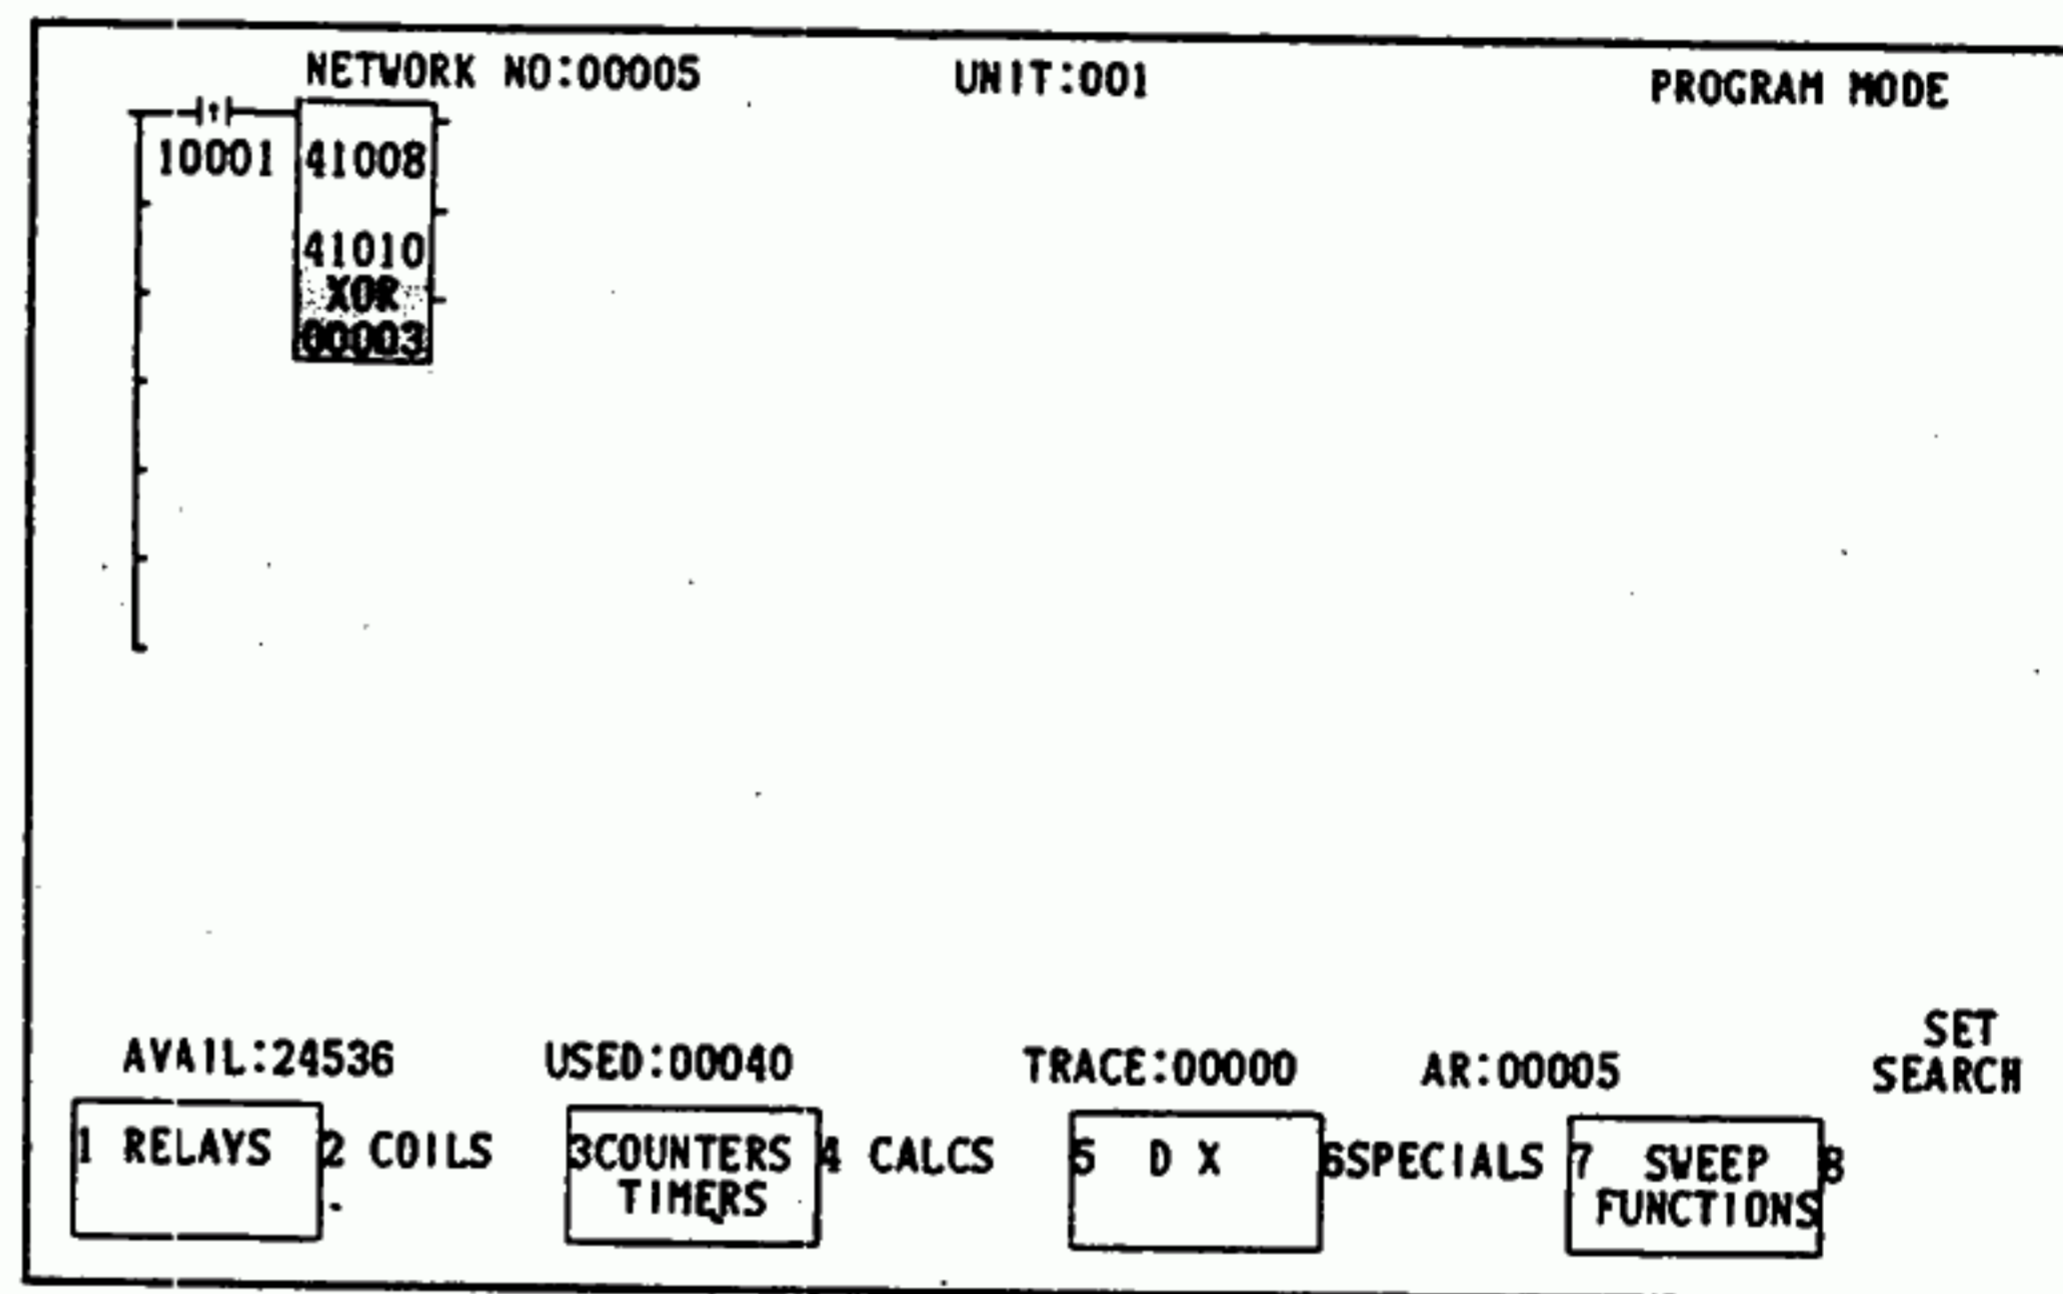 NETWORK NO:00005 UNIT:001 PROGRAM MODE
10001 41008
41010
XOR
00003
SET
AVAIL:24536 USED:00040 TRACE:00000 AR:00005 SEARCH
1 RELAYS 2 COILS 3COUNTERS 4 CALCS 5 D X 6SPECIALS 7 SWEEP 8
TIMERS FUNCTIONS